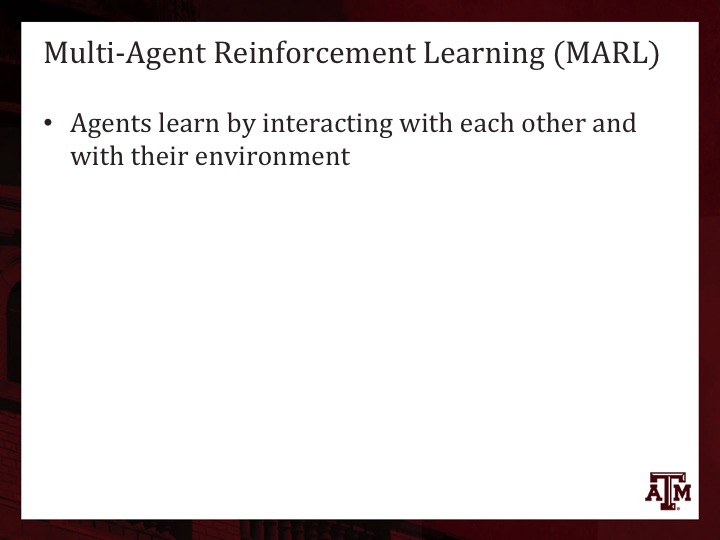 Multi-Agent Reinforcement Learning (MARL)
• Agents learn by interacting with each other and
with their environment
ATM